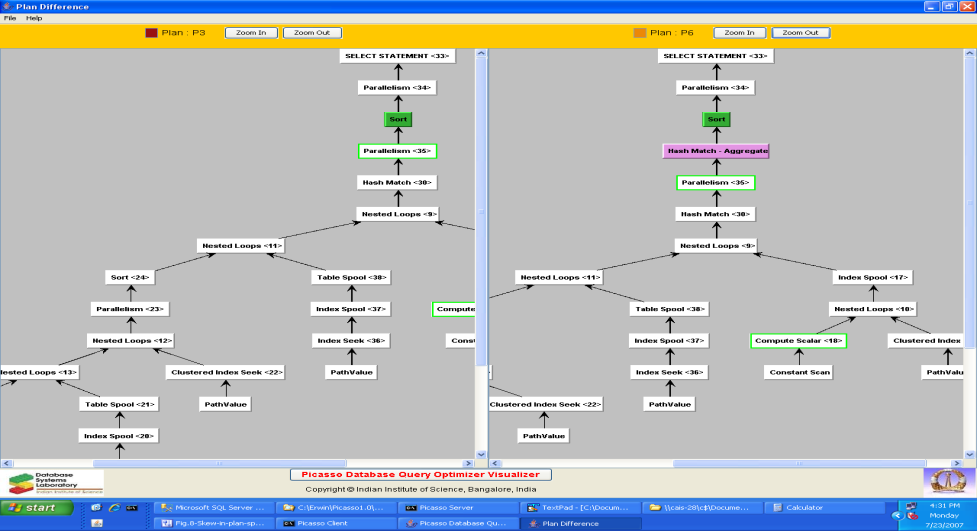 Plan Difference
File Help
Plan : P3 Zoom In Zoom Out
Plan : P6 Zoom In Zoom Out
SELECT STATEMENT <33>
Parallelism <34>
Sort
Parallelism <35>
Hash Match <30>
Nested Loops <9>
Nested Loops <11>
Sort <24> Table Spool <38>
Parallelism <23> Index Spool <37> Compute
Nested Loops <12> Index Seek <36> Cons
Nested Loops <13> Clustered Index Seek <22> PathValue
Table Spool <21> PathValue
Index Spool <20>
SELECT STATEMENT <33>
Parallelism <34>
Sort
Hash Match - Aggregate
Parallelism <35>
Hash Match <30>
Nested Loops <9>
Nested Loops <11> Index Spool <17>
Table Spool <38> Nested Loops <10>
Index Spool <37> Compute Scalar <18> Clustered Index
Index Seek <36> Constant Scan PathValu
Clustered Index Seek <22> PathValue
PathValue
Database
Systems
Laboratory
Indian Institute of Science
Picasso Database Query Optimizer Visualizer
Copyright © Indian Institute of Science, Bangalore, India
start
Microsoft SQL Server ... C:\Erwin\Picasso1.0\... Picasso Server TextPad - [C:\Docum... \\cais-28\c$\Docume... Calculator
Fig.8-Skew-in-plan-sp... Picasso Client Picasso Database Qu... Plan Difference
4:31 PM
Monday
7/23/2007